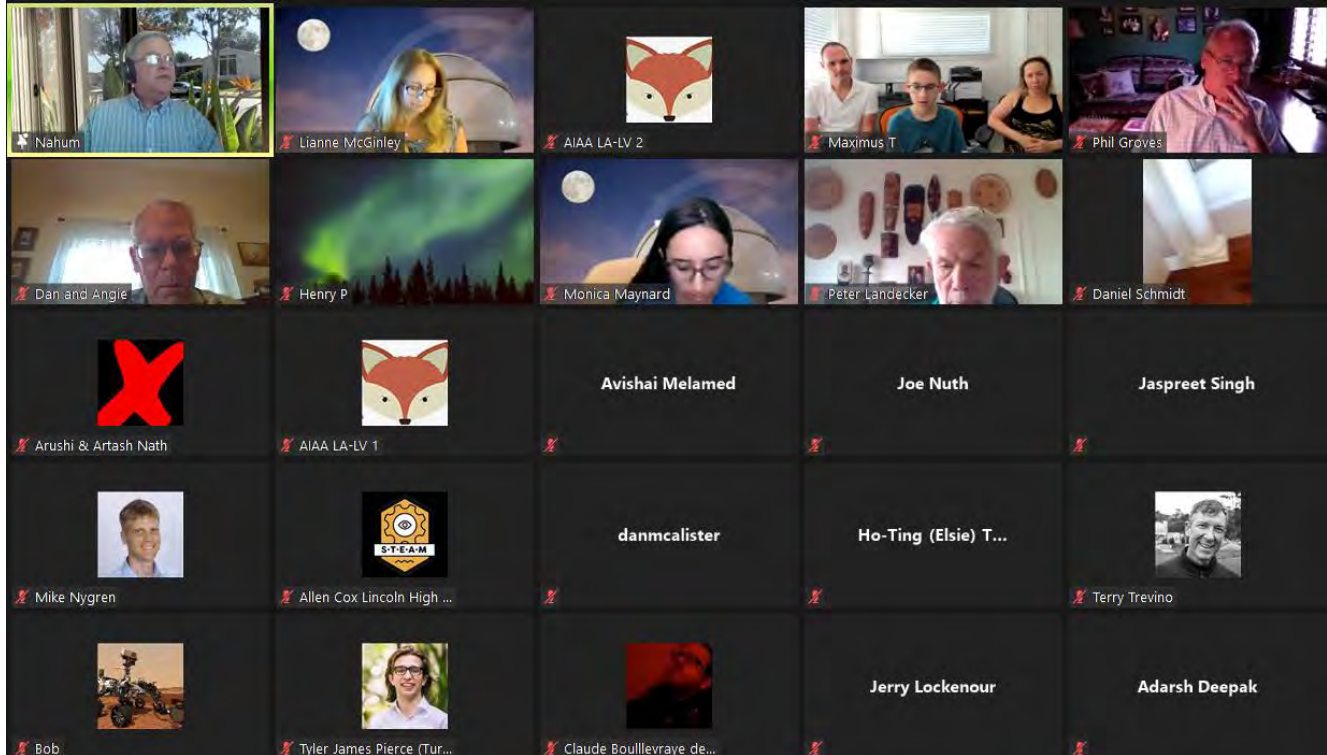 Nahum
Lianne McGinley
AIAA LA-LV 2
Maximus T
Phil Groves
Dan and Angie
Henry P
Monica Maynard
Peter Landecker
Daniel Schmidt
Arushi & Artash Nath
AIAA LA-LV 1
Avishai Melamed
Joe Nuth
Jaspreet Singh
Mike Nygren
S·T·E·A·M
Allen Cox Lincoln High ...
danmcalister
Ho-Ting (Elsie) T...
Terry Trevino
Bob
Tyler James Pierce (Tur...
Claude Boulllevraye de...
Jerry Lockenour
Adarsh Deepak